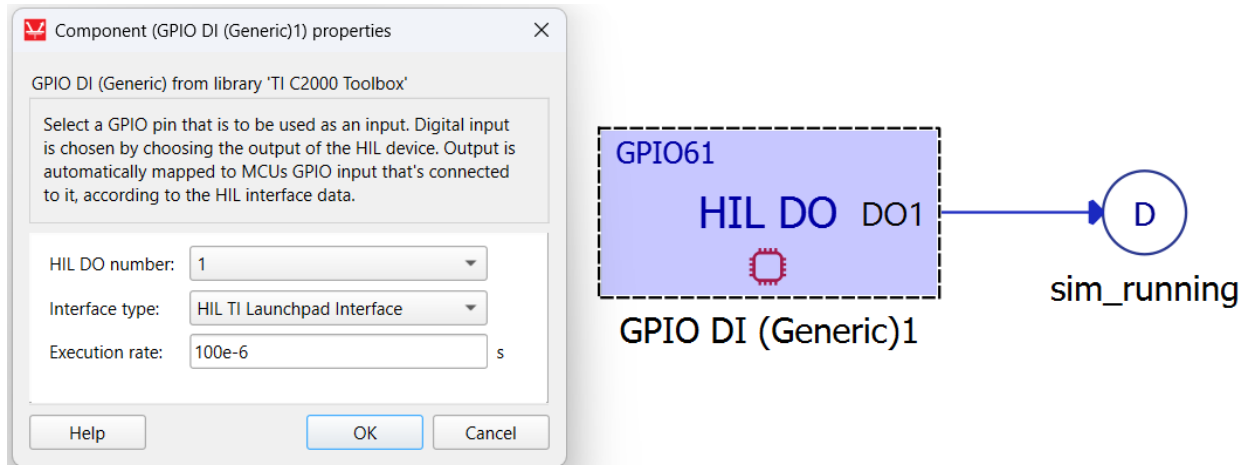 Component (GPIO DI (Generic)1) properties
GPIO DI (Generic) from library 'TI C2000 Toolbox'
Select a GPIO pin that is to be used as an input. Digital input
is chosen by choosing the output of the HIL device. Output is
automatically mapped to MCUs GPIO input that's connected
to it, according to the HIL interface data.
HIL DO number: 1
Interface type: HIL TI Launchpad Interface
Execution rate: 100e-6 s
Help OK Cancel
GPIO61
HIL DO DO1
GPIO DI (Generic)1
D
sim_running